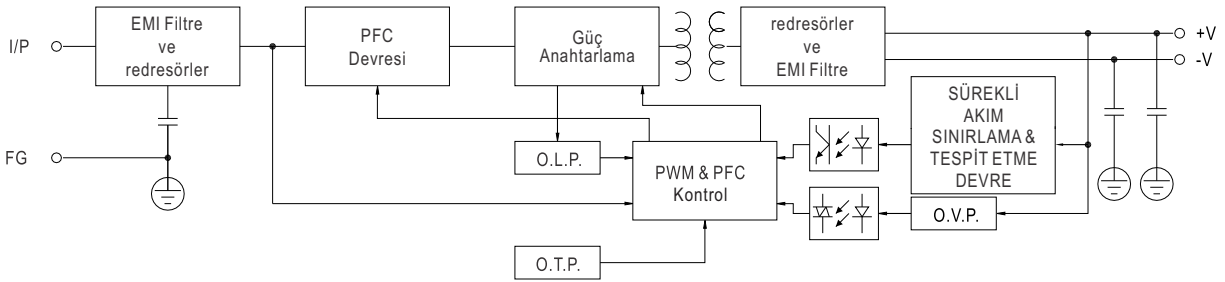 I/P
EMI Filtre
ve
redresörler
PFC
Devresi
Güç
Anahtarlama
redresörler
ve
EMI Filtre
+V
-V
SÜREKLİ
AKIM
SINIRLAMA &
TESPİT ETME
DEVRE
FG
O.L.P.
PWM & PFC
Kontrol
O.V.P.
O.T.P.